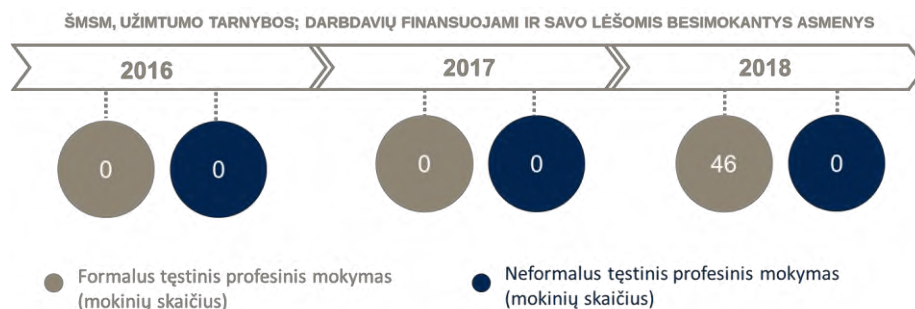 ŠMSM, UŽIMTUMO TARNYBOS; DARBDAVIŲ FINANSUOJAMI IR SAVO LĖŠOMIS BESIMOKANTYS ASMENYS
2016 2017 2018
0 0 0 0 46 0
Formalus tęstinis profesinis mokymas
(mokinių skaičius)
Neformalus tęstinis profesinis mokymas
(mokinių skaičius)